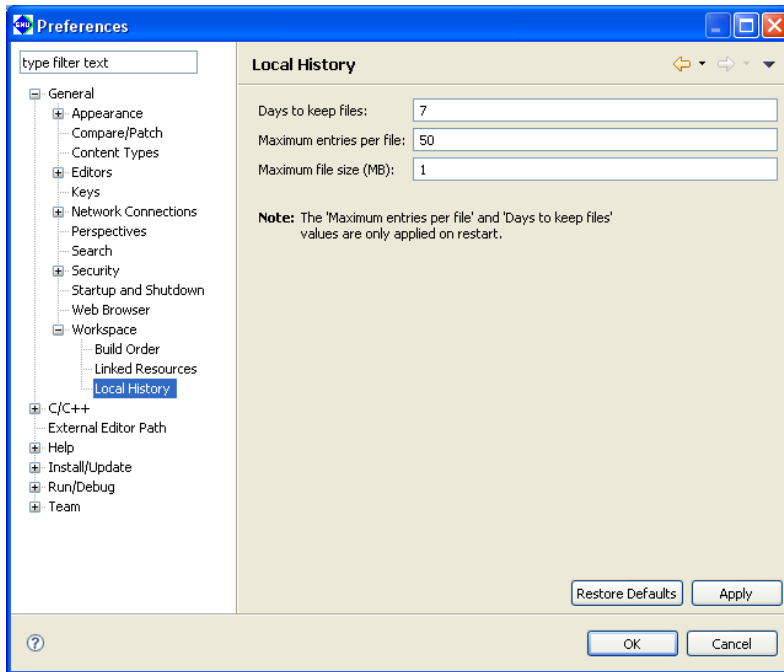 EMU Preferences
type filter text
General
Appearance
Compare/Patch
Content Types
Editors
Keys
Network Connections
Perspectives
Search
Security
Startup and Shutdown
Web Browser
Workspace
Build Order
Linked Resources
Local History
C/C++
External Editor Path
Help
Install/Update
Run/Debug
Team
Local History
Days to keep files: 7
Maximum entries per file: 50
Maximum file size (MB): 1
Note: The 'Maximum entries per file' and 'Days to keep files'
values are only applied on restart.
Restore Defaults Apply
? OK Cancel